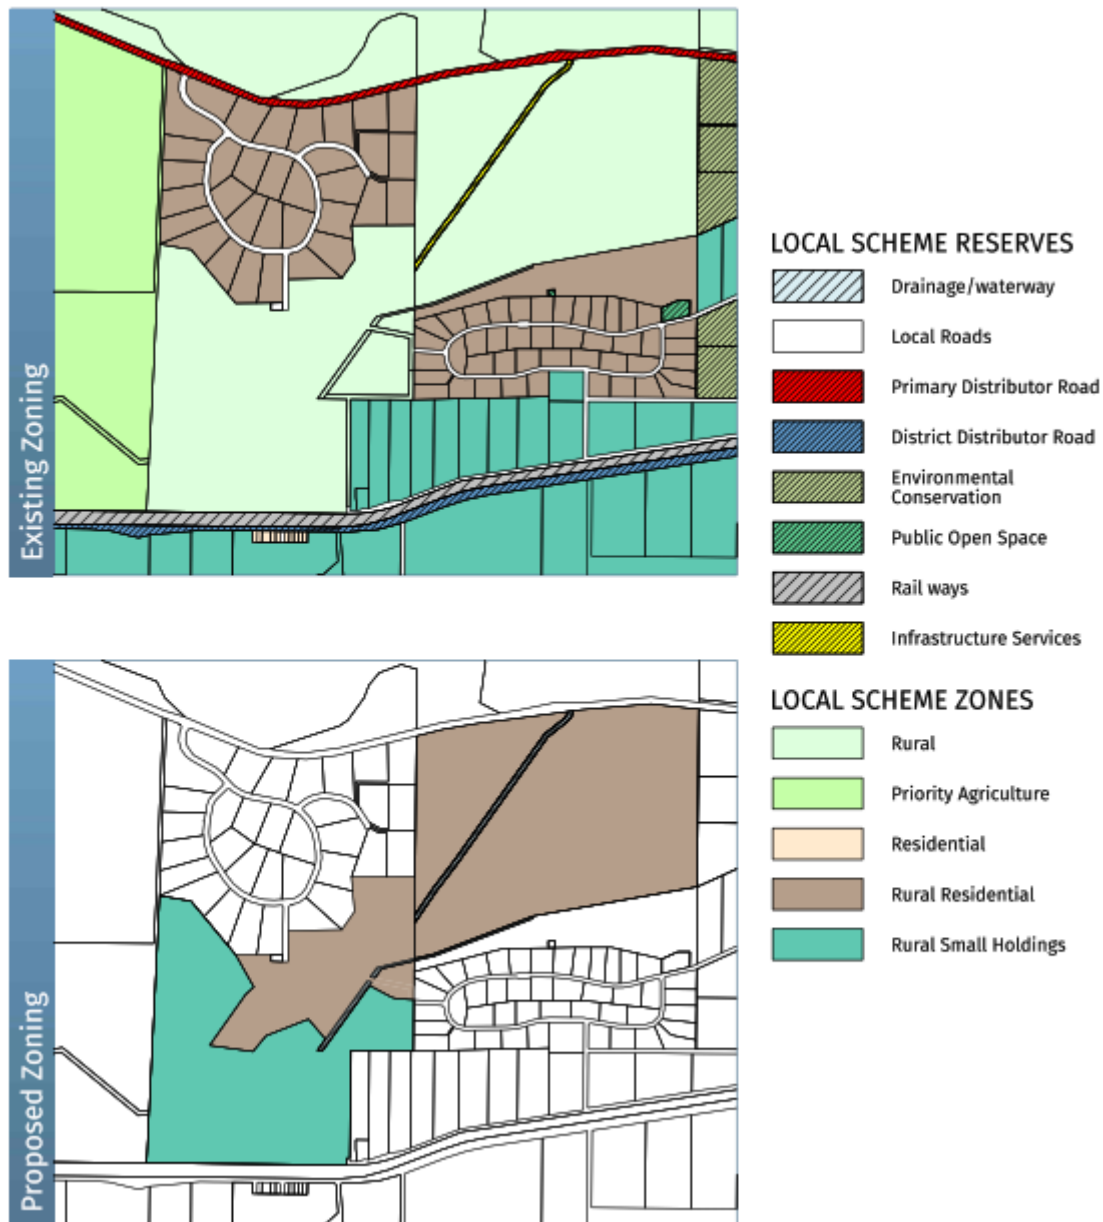 Existing Zoning
LOCAL SCHEME RESERVES
Drainage/waterway
Local Roads
Primary Distributor Road
District Distributor Road
Environmental
Conservation
Public Open Space
Rail ways
Infrastructure Services
Proposed Zoning
LOCAL SCHEME ZONES
Rural
Priority Agriculture
Residential
Rural Residential
Rural Small Holdings